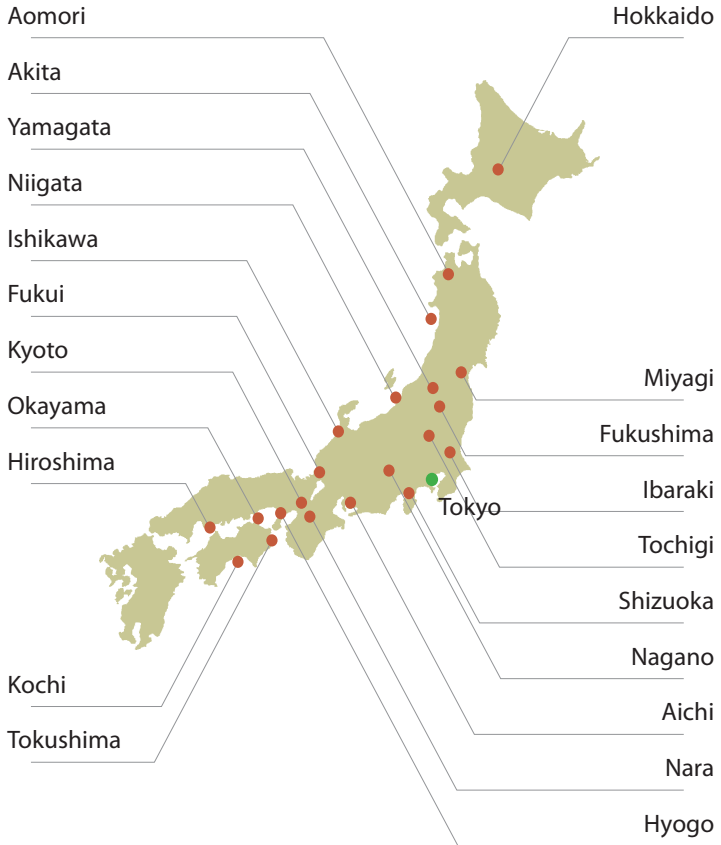 Aomori
Akita
Yamagata
Niigata
Ishikawa
Fukui
Kyoto
Okayama
Hiroshima
Kochi
Tokushima
Hokkaido
Miyagi
Fukushima
Ibaraki
Tokyo
Tochigi
Shizuoka
Nagano
Aichi
Nara
Hyogo